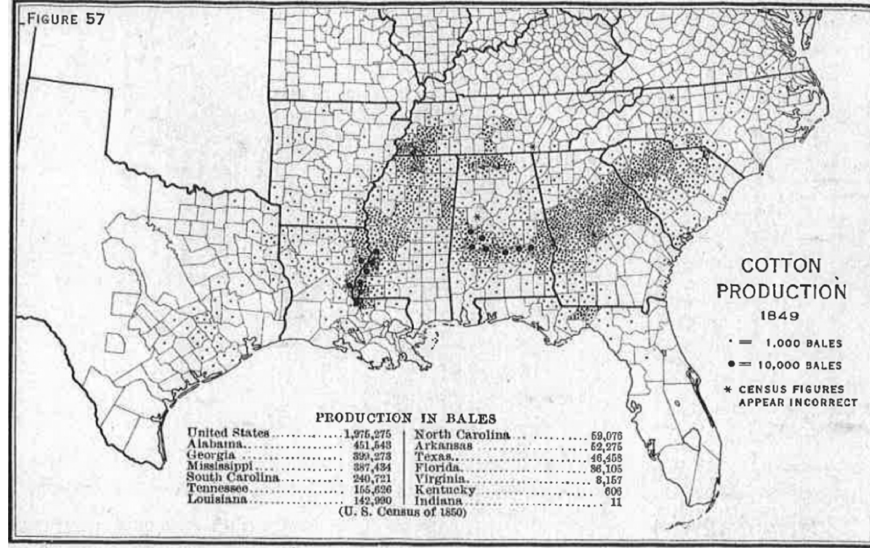 FIGURE 57
COTTON
PRODUCTION
1849
· = 1,000 BALES
● = 10,000 BALES
* CENSUS FIGURES
APPEAR INCORRECT
PRODUCTION IN BALES
United States 1,975,275
Alabama 451,543
Georgia 399,273
Mississippi 387,434
South Carolina 240,721
Tennessee 155,626
Louisiana 142,990
North Carolina 59,076
Arkansas 52,275
Texas 46,458
Florida 36,105
Virginia 8,157
Kentucky 606
Indiana 11
(U. S. Census of 1850)